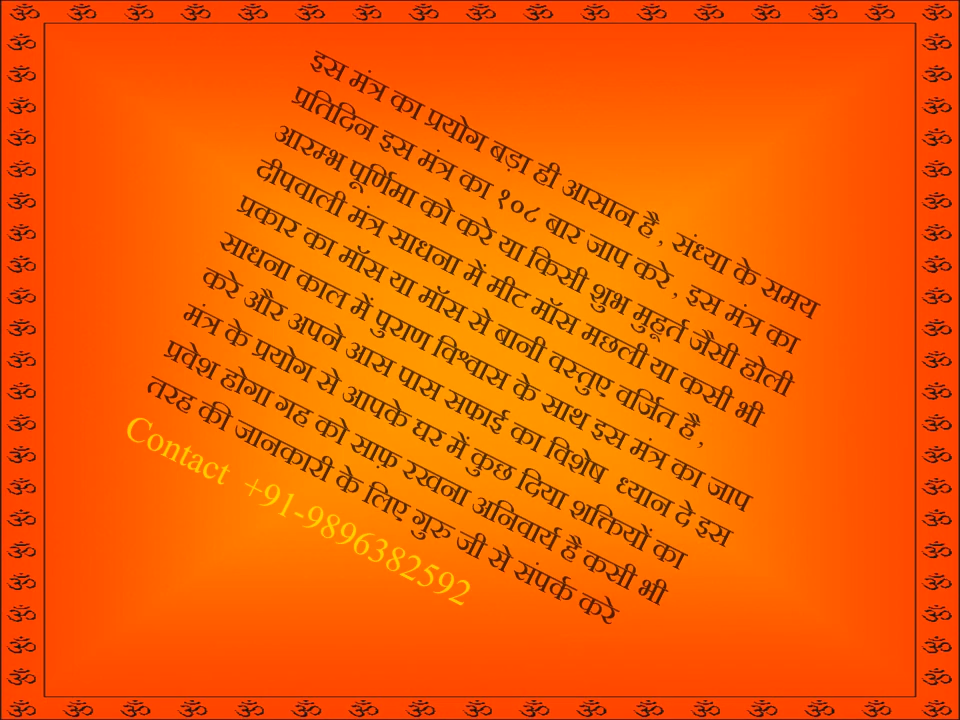 इस मंत्र का प्रयोग बड़ा ही आसान है , संध्या के समय
प्रतिदिन इस मंत्र का १०८ बार जाप करे , इस मंत्र का
आरम्भ पूर्णिमा को करे या किसी शुभ मुहूर्त जैसी होली
दीपवाली मंत्र साधना में मीट मॉस मछली या कसी भी
प्रकार का मॉस या मॉस से बानी वस्तुए वर्जित है ,
साधना काल में पुराण विश्वास के साथ इस मंत्र का जाप
करे और अपने आस पास सफाई का विशेष ध्यान दे इस
मंत्र के प्रयोग से आपके घर में कुछ दिया शक्तियों का
प्रवेश होगा गह को साफ़ रखना अनिवार्य है कसी भी
तरह की जानकारी के लिए गुरु जी से संपर्क करे
Contact +91-9896382592